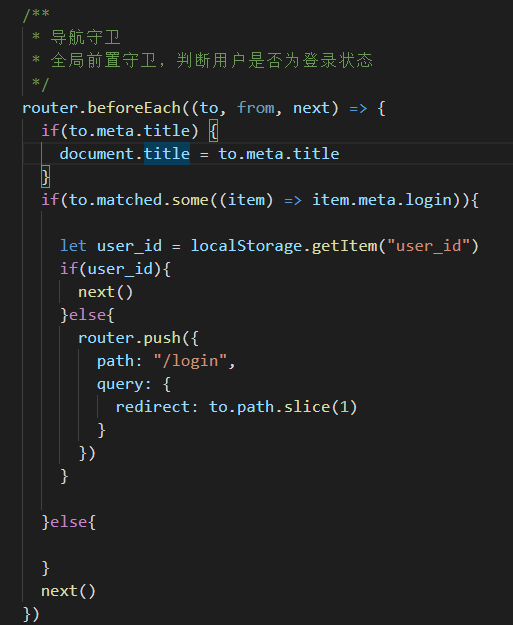 /**
 * 导航守卫
 * 全局前置守卫，判断用户是否为登录状态
 */
router.beforeEach((to, from, next) => {
  if(to.meta.title) {
    document.title = to.meta.title
  }
  if(to.matched.some((item) => item.meta.login)){
    let user_id = localStorage.getItem("user_id")
    if(user_id){
      next()
    }else{
      router.push({
        path: "/login",
        query: {
          redirect: to.path.slice(1)
        }
      })
    }
  }else{
  }
  next()
})